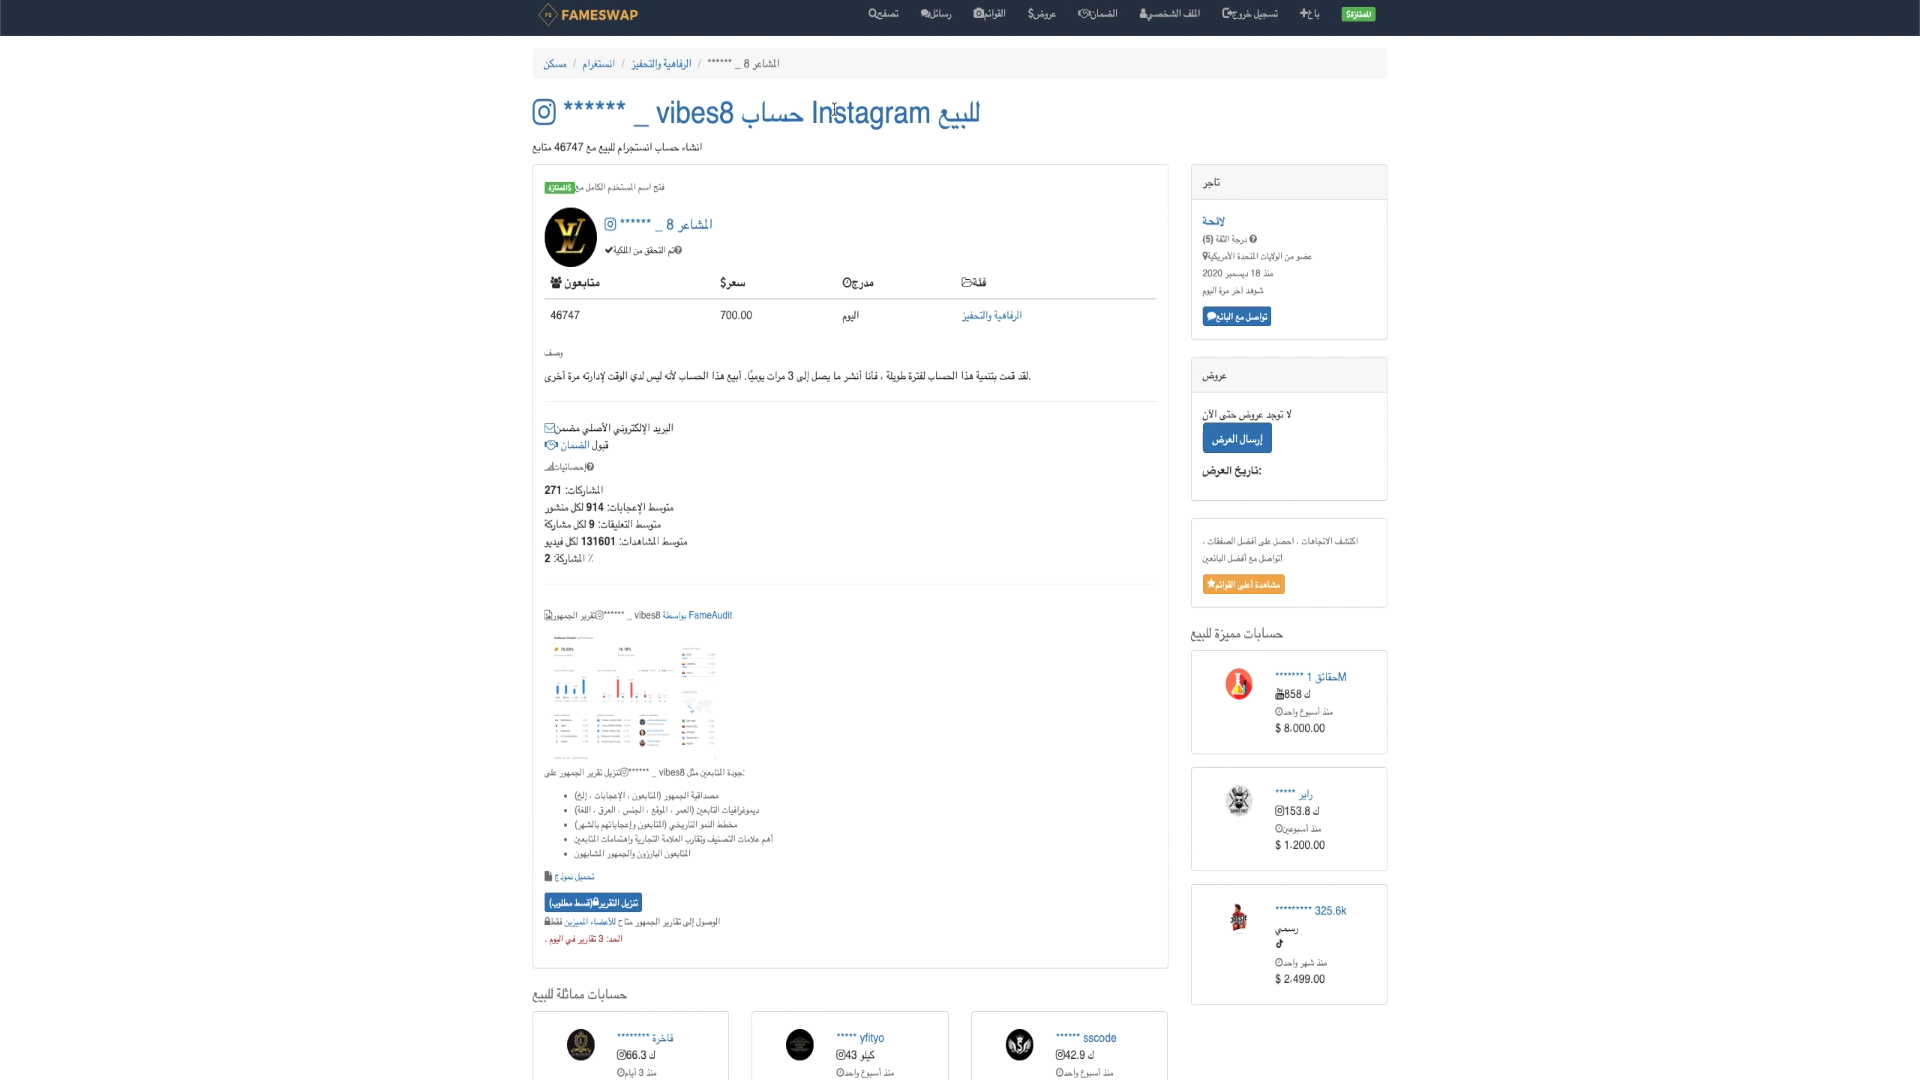 FAMESWAP
تصفح
رسائل
القوائم
عروض$
الضمان
الملف الشخصي
تسجيل خروج
باع+
الممتازة$
مسكن / انستغرام / الرفاهية والتحفيز / ****** _ المشاعر 8
****** _ vibes8 حساب Instagram للبيع
انشاء حساب انستجرام للبيع مع 46747 متابع
فتح اسم المستخدم الكامل مع $الممتازة
****** _ المشاعر 8
تم التحقق من الملكية
متابعون
سعر$
مدرج
فئة
46747
700.00
اليوم
الرفاهية والتحفيز
وصف
لقد قمت بتنمية هذا الحساب لفترة طويلة ، فأنا أنشر ما يصل إلى 3 مرات يوميًا. أبيع هذا الحساب لأنه ليس لدي الوقت لإدارته مرة أخرى.
البريد الإلكتروني الأصلي مضمن
قبول الضمان
إحصائيات
المشاركات: 271
متوسط الإعجابات: 914 لكل منشور
متوسط التعليقات: 9 لكل مشاركة
متوسط المشاهدات: 131601 لكل فيديو
٪ المشاركة: 2
تقرير الجمهور ****** _ vibes8 بواسطة FameAudit
تنزيل تقرير الجمهور على ****** _ vibes8 جودة المتابعين مثل:
مصداقية الجمهور (المتابعون ، الإعجابات ، إلخ)
ديموغرافيات التابعين (العمر ، الموقع ، الجنس ، العرق ، اللغة)
مخطط النمو التاريخي (المتابعون وإعجاباتهم بالشهر)
أهم علامات التصنيف وتقارب العلامة التجارية واهتمامات المتابعين
المتابعون البارزون والجمهور المشابهون
تحميل نموذج
تنزيل التقرير (قسط مطلوب)
الوصول إلى تقارير الجمهور متاح للأعضاء المميزين فقط
الحد: 3 تقارير في اليوم .
حسابات مماثلة للبيع
******** فاخرة
66.3 ك
منذ 3 أيام
***** yfityo
43 كيلو
منذ أسبوع واحد
****** sscode
42.9 ك
منذ أسبوع واحد
تاجر
لائحة
درجة الثقة (5)
عضو من الولايات المتحدة الأمريكية
منذ 18 ديسمبر 2020
شوهد اخر مرة اليوم
تواصل مع البائع
عروض
لا توجد عروض حتى الآن
إرسال العرض
تاريخ العرض:
اكتشف الاتجاهات ، احصل على أفضل الصفقات ،
تواصل مع أفضل البائعين!
مشاهدة أعلى القوائم
حسابات مميزة للبيع
******* حقائق 1M
858 ك
منذ أسبوع واحد
$ 8،000.00
***** راير
153.8 ك
منذ أسبوعين
$ 1،200.00
********* 325.6k
رسمي
منذ شهر واحد
$ 2،499.00